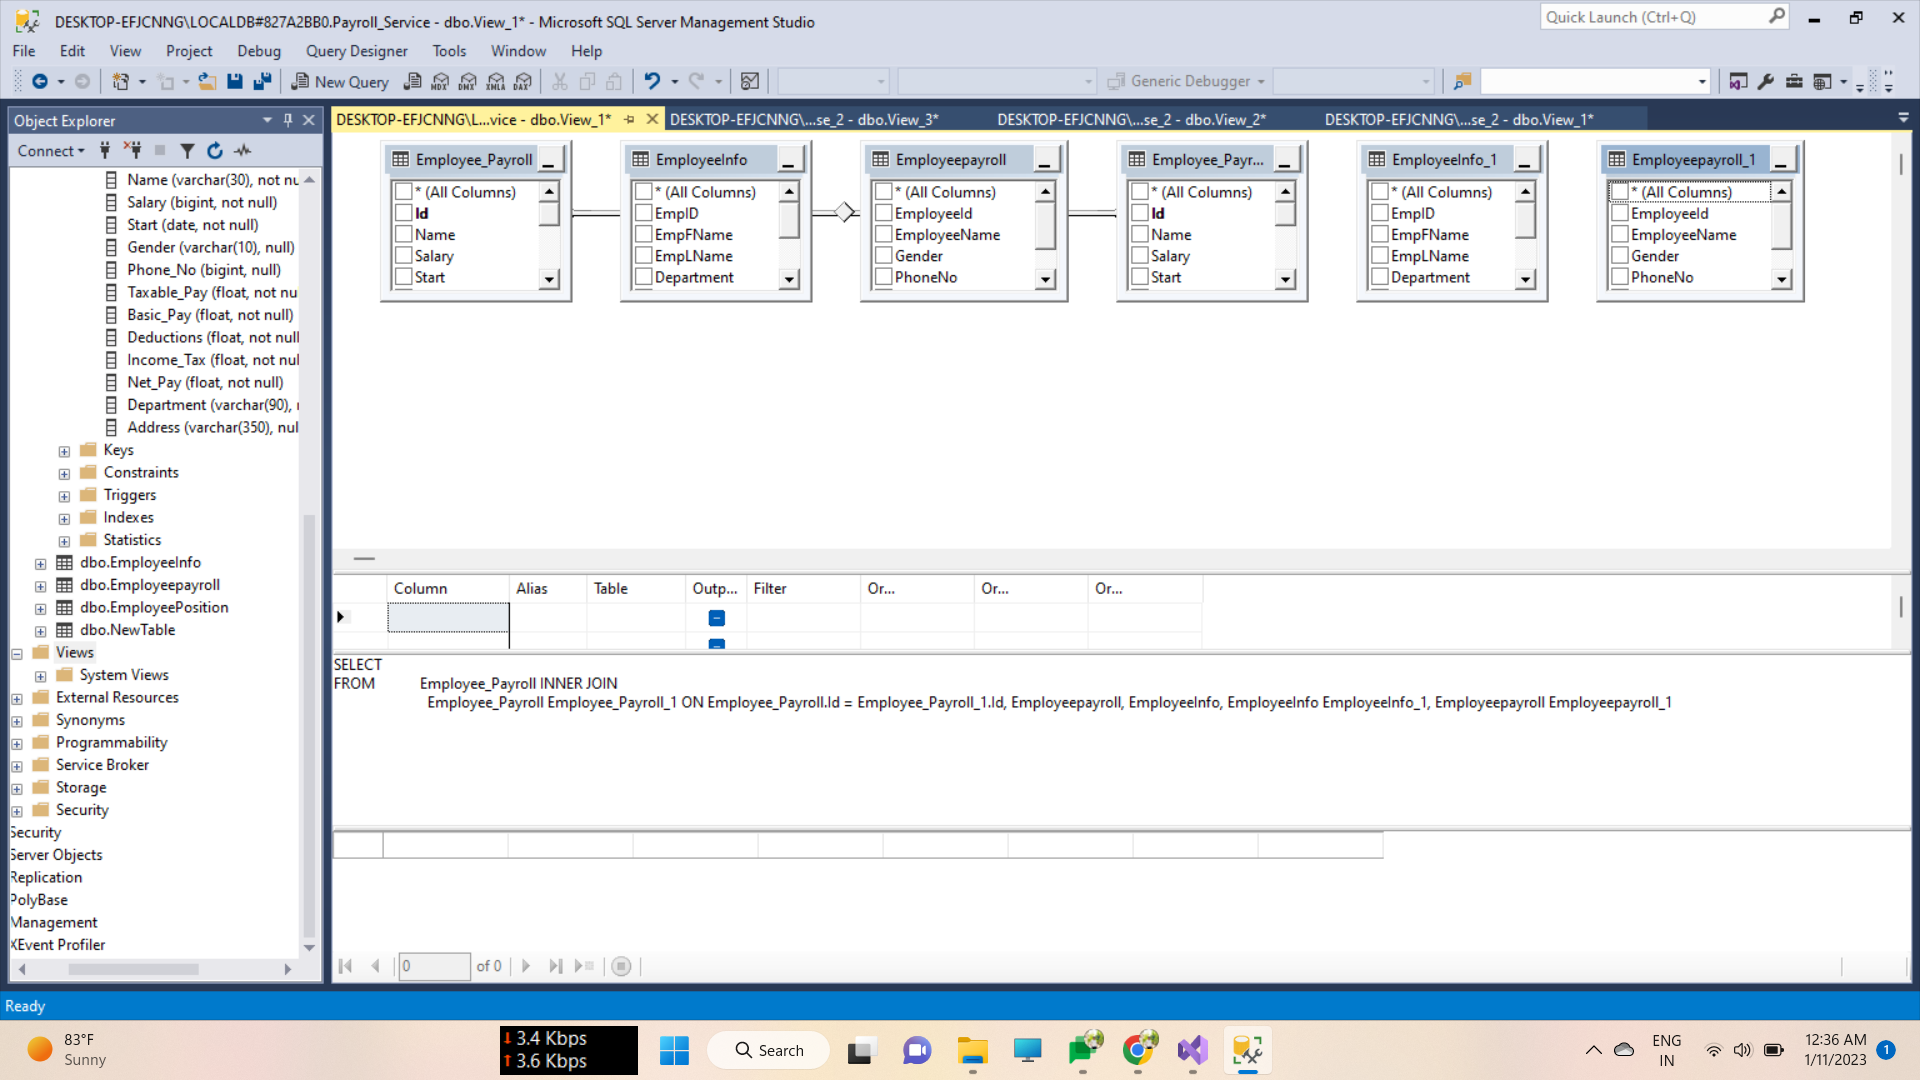 DESKTOP-EFJCNNG\LOCALDB#827A2BB0.Payroll_Service - dbo.View_1* - Microsoft SQL Server Management Studio
Quick Launch (Ctrl+Q)
File Edit View Project Debug Query Designer Tools Window Help
New Query MDX DMX XMLA DAX Generic Debugger
Object Explorer
DESKTOP-EFJCNNG\L...vice - dbo.View_1* DESKTOP-EFJCNNG\...se_2 - dbo.View_3* DESKTOP-EFJCNNG\...se_2 - dbo.View_2* DESKTOP-EFJCNNG\...se_2 - dbo.View_1*
Connect
Name (varchar(30), not nu
Salary (bigint, not null)
Start (date, not null)
Gender (varchar(10), null)
Phone_No (bigint, null)
Taxable_Pay (float, not nu
Basic_Pay (float, not null)
Deductions (float, not null
Income_Tax (float, not nul
Net_Pay (float, not null)
Department (varchar(90),
Address (varchar(350), nul
Keys
Constraints
Triggers
Indexes
Statistics
dbo.EmployeeInfo
dbo.Employeepayroll
dbo.EmployeePosition
dbo.NewTable
Views
System Views
External Resources
Synonyms
Programmability
Service Broker
Storage
Security
Security
Server Objects
Replication
PolyBase
Management
XEvent Profiler
Employee_Payroll
* (All Columns)
Id
Name
Salary
Start
EmployeeInfo
* (All Columns)
EmpID
EmpFName
EmpLName
Department
Employeepayroll
* (All Columns)
EmployeeId
EmployeeName
Gender
PhoneNo
Employee_Payr...
* (All Columns)
Id
Name
Salary
Start
EmployeeInfo_1
* (All Columns)
EmpID
EmpFName
EmpLName
Department
Employeepayroll_1
* (All Columns)
EmployeeId
EmployeeName
Gender
PhoneNo
Column Alias Table Outp... Filter Or... Or... Or...
SELECT
FROM Employee_Payroll INNER JOIN
Employee_Payroll Employee_Payroll_1 ON Employee_Payroll.Id = Employee_Payroll_1.Id, Employeepayroll, EmployeeInfo, EmployeeInfo EmployeeInfo_1, Employeepayroll Employeepayroll_1
0 of 0
Ready
83°F
Sunny
3.4 Kbps
3.6 Kbps
Search
ENG
IN
12:36 AM
1/11/2023
1